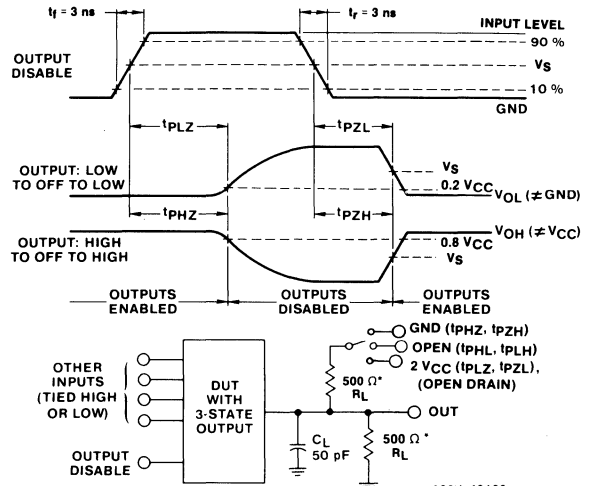 tf = 3 ns
tr = 3 ns
INPUT LEVEL
90 %
OUTPUT
DISABLE
VS
10 %
GND
tPLZ
tPZL
OUTPUT: LOW
TO OFF TO LOW
VS
0.2 VCC
VOL (≠GND)
tPHZ
tPZH
OUTPUT: HIGH
TO OFF TO
HIGH
VOH (≠VCC)
0.8 VCC
VS
OUTPUTS
ENABLED
OUTPUTS
DISABLED
OUTPUTS
ENABLED
GND (tPHZ, tPZH)
OPEN (tPHL, tPLH)
2 VCC (tPLZ, tPZL),
(OPEN DRAIN)
OTHER
INPUTS
(TIED HIGH
OR LOW)
DUT
WITH
3-STATE
OUTPUT
500 Ω*
RL
OUT
CL
50 pF
500 Ω*
RL
OUTPUT
DISABLE